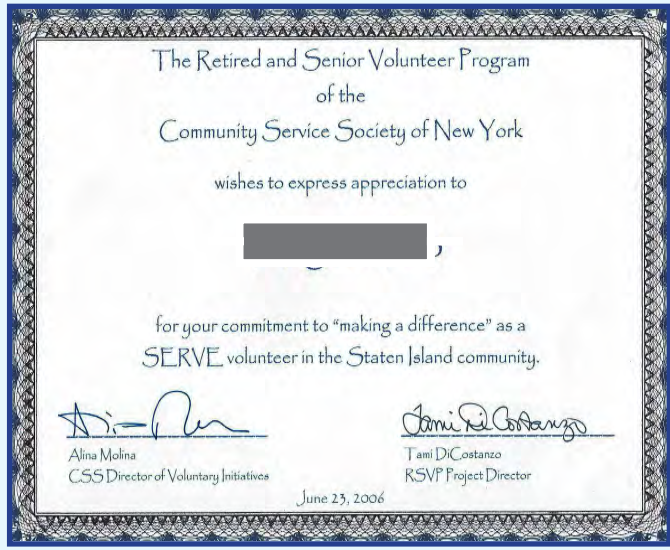 The Retired and Senior Volunteer Program
of the
Community Service Society of New York
wishes to express appreciation to
,
for your commitment to “making a difference” as a
SERVE volunteer in the Staten Island community.
Tami DiCostanzo
Alina Molina
CSS Director of Voluntary Initiatives
Tami DiCostanzo
RSVP Project Director
June 23, 2006